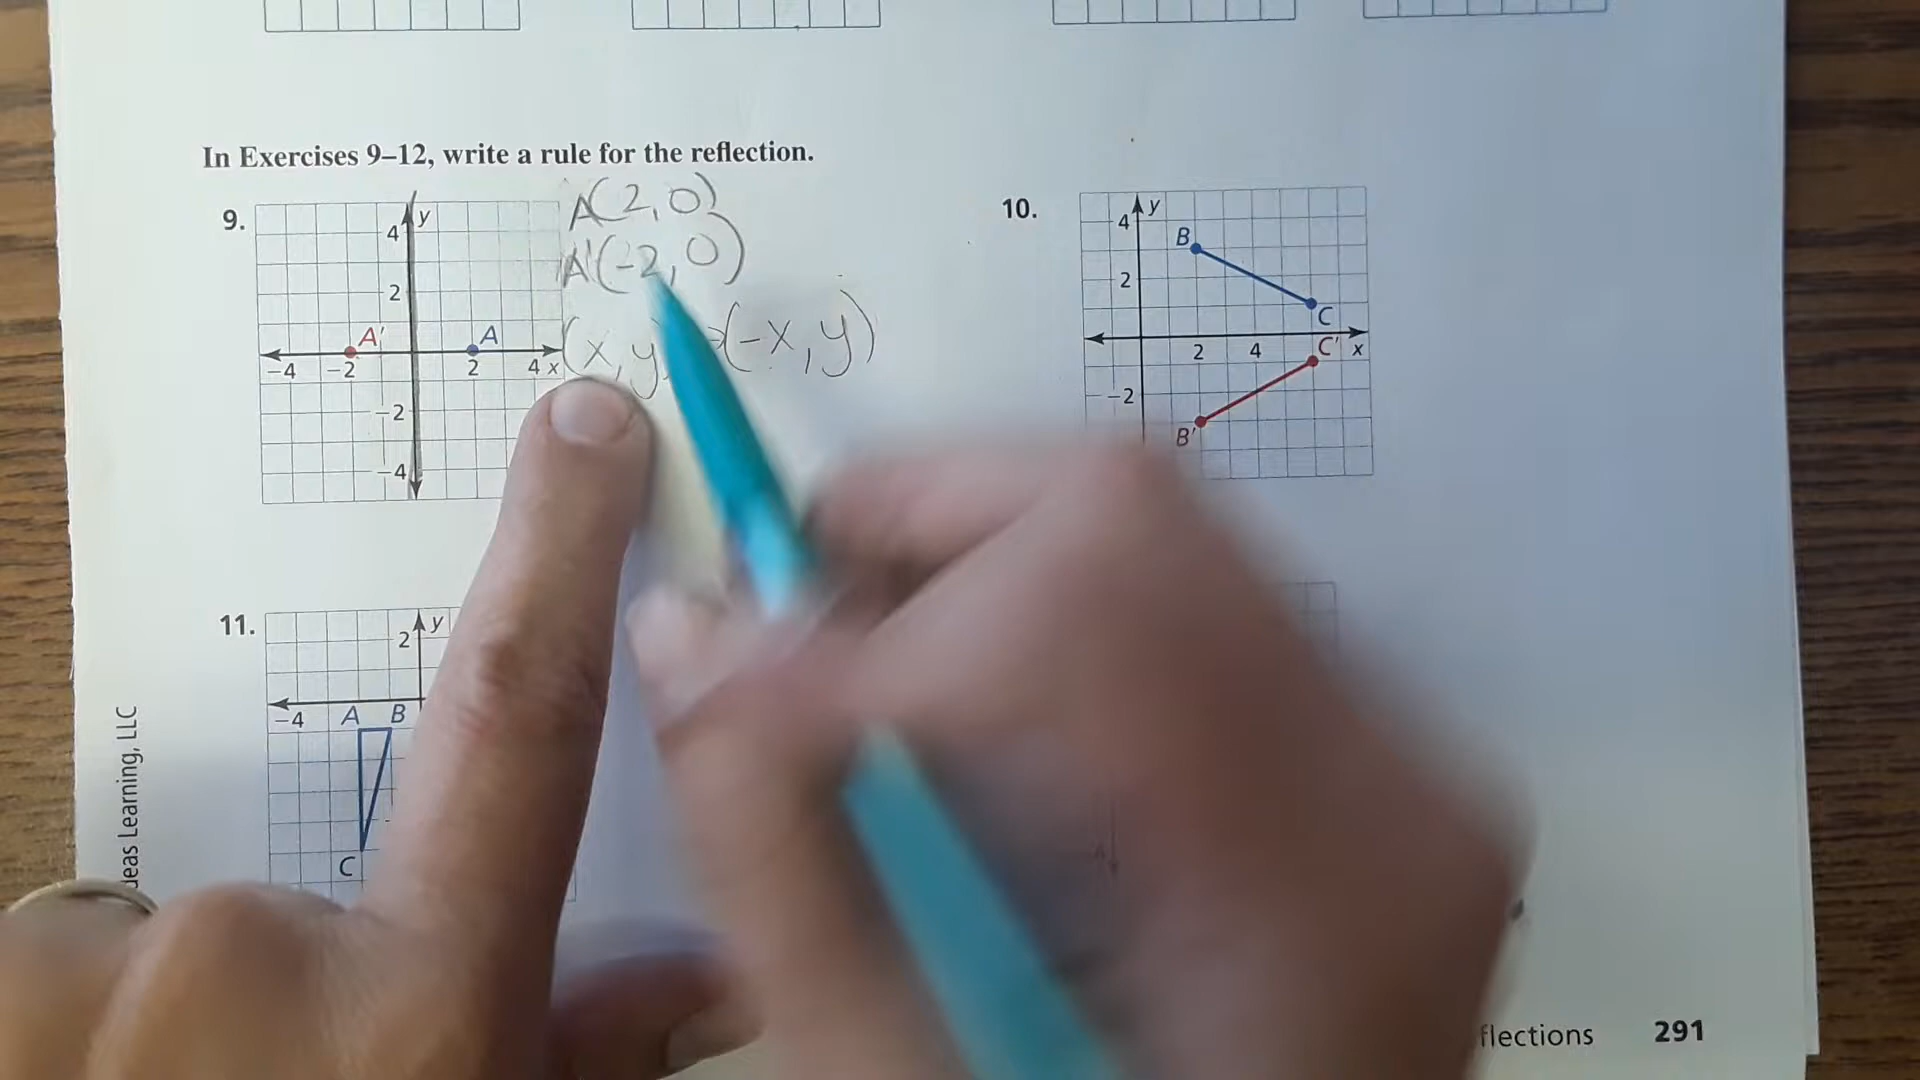 In Exercises 9–12, write a rule for the reflection.
9.
y
4
2
A'
A
−4
−2
2
4
x
−2
−4
A(2,0)
A'(-2,0)
(x,y (-x,y)
10.
y
4
B
2
C
2
4
C'
x
−2
B'
11.
2
y
−4
A
B
C
deas Learning, LLC
flections
291